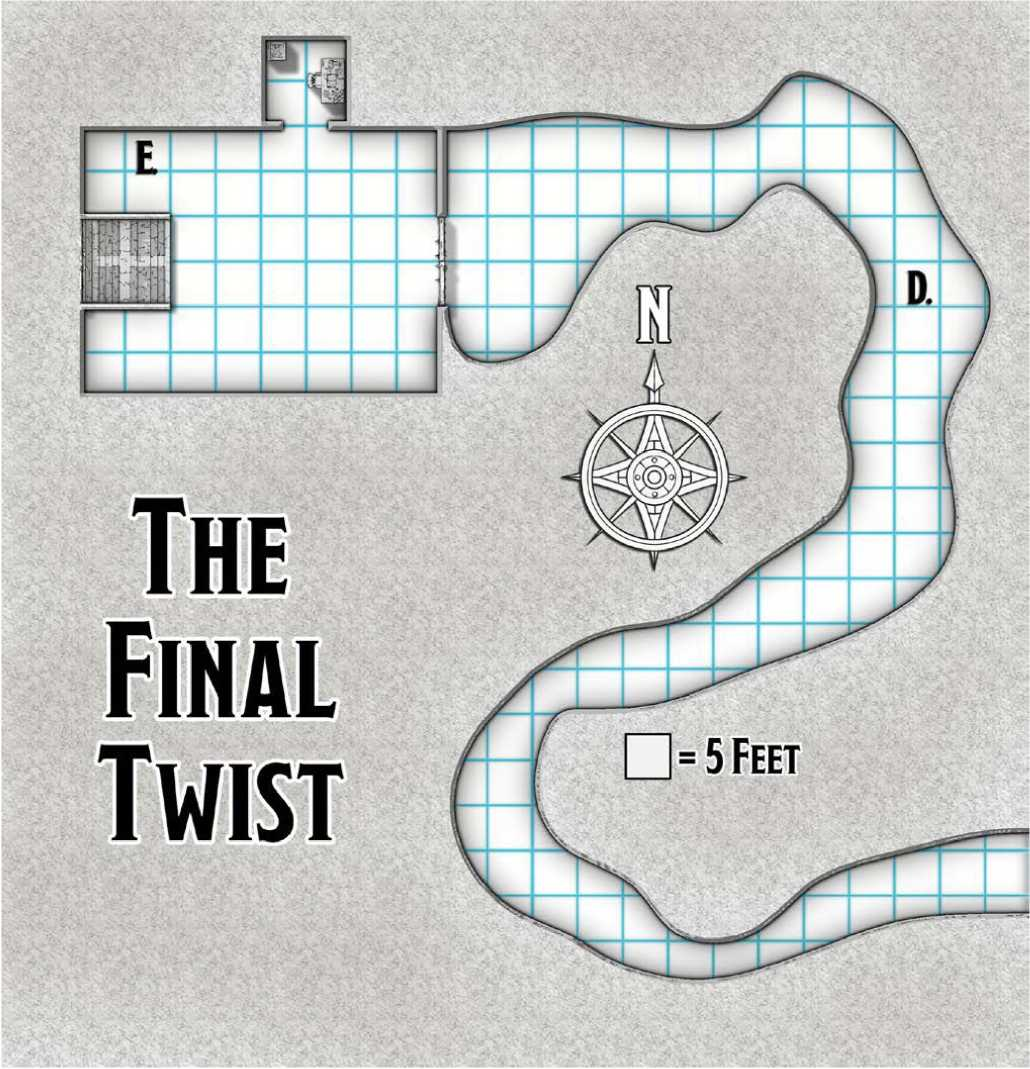 E.
D.
N
THE
FINAL
TWIST
= 5 FEET